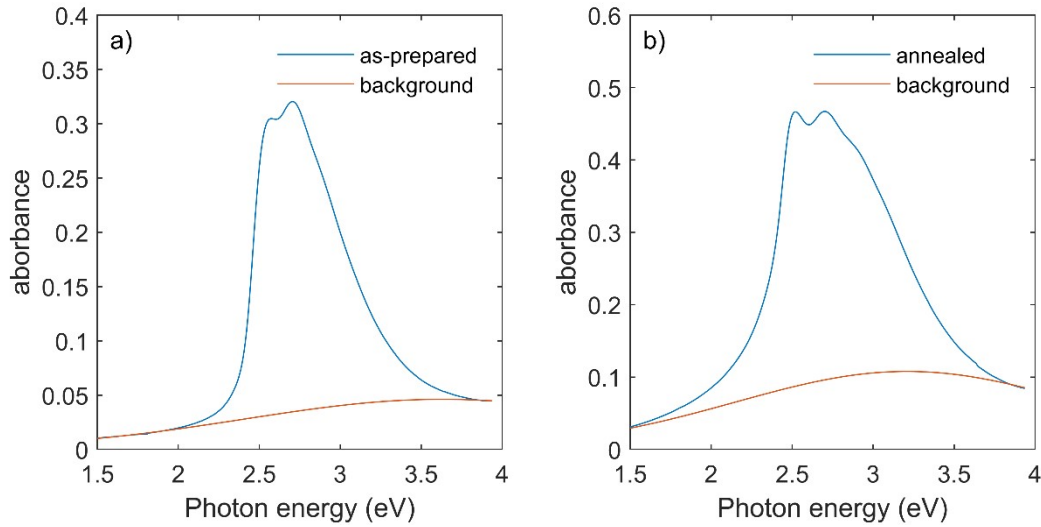 a)
as-prepared
background
0.4
0.35
0.3
0.25
0.2
0.15
0.1
0.05
0
aborbance
1.5 2 2.5 3 3.5 4
Photon energy (eV)
b)
annealed
background
0.6
0.5
0.4
0.3
0.2
0.1
0
aborbance
1.5 2 2.5 3 3.5 4
Photon energy (eV)